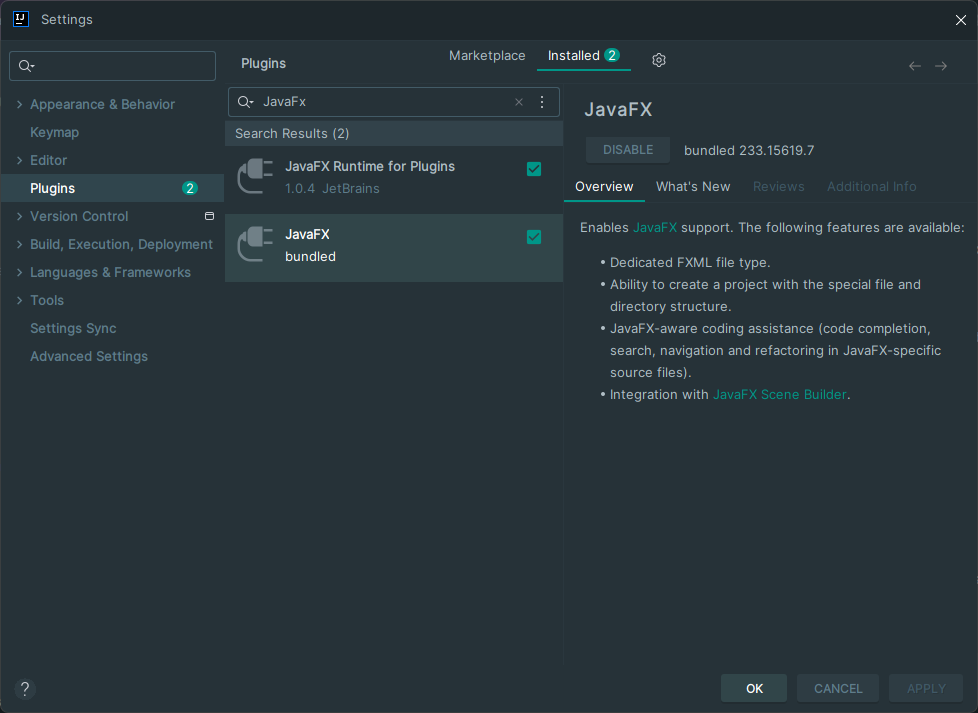 Settings
Plugins
Marketplace
Installed 2
Appearance & Behavior
Keymap
Editor
Plugins 2
Version Control
Build, Execution, Deployment
Languages & Frameworks
Tools
Settings Sync
Advanced Settings
JavaFx
Search Results (2)
JavaFX Runtime for Plugins
1.0.4 JetBrains
JavaFX
bundled
JavaFX
DISABLE
bundled 233.15619.7
Overview
What's New
Reviews
Additional Info
Enables JavaFX support. The following features are available:
• Dedicated FXML file type.
• Ability to create a project with the special file and
directory structure.
• JavaFX-aware coding assistance (code completion,
search, navigation and refactoring in JavaFX-specific
source files).
• Integration with JavaFX Scene Builder.
?
OK
CANCEL
APPLY